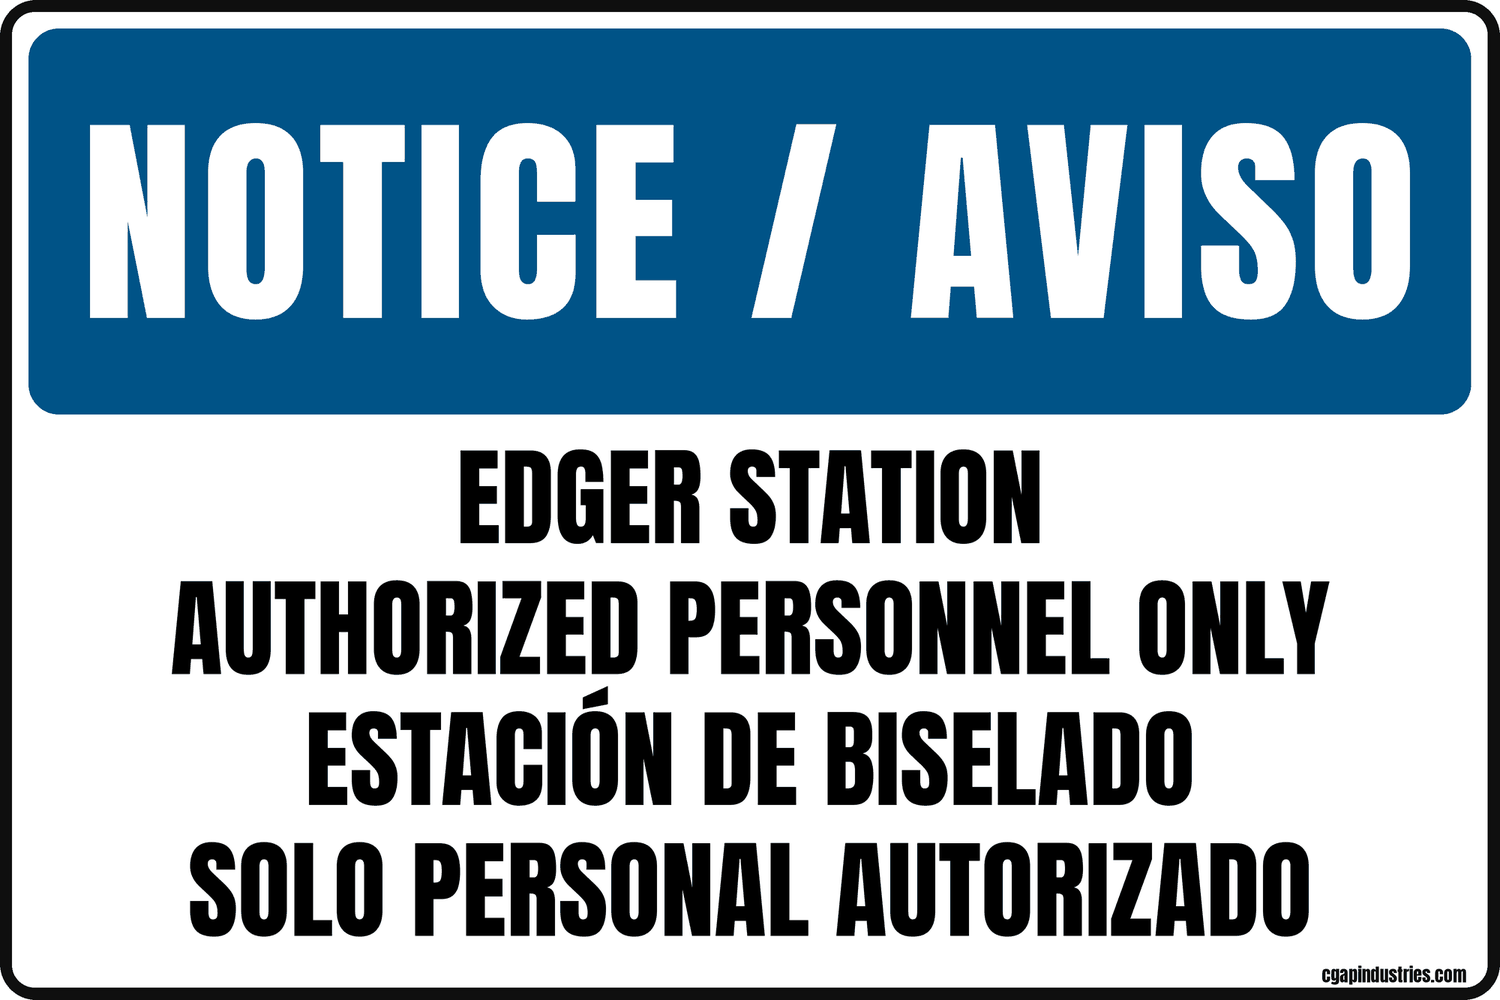 NOTICE / AVISO
EDGER STATION
AUTHORIZED PERSONNEL ONLY
ESTACIÓN DE BISELADO
SOLO PERSONAL AUTORIZADO
cgapindustries.com